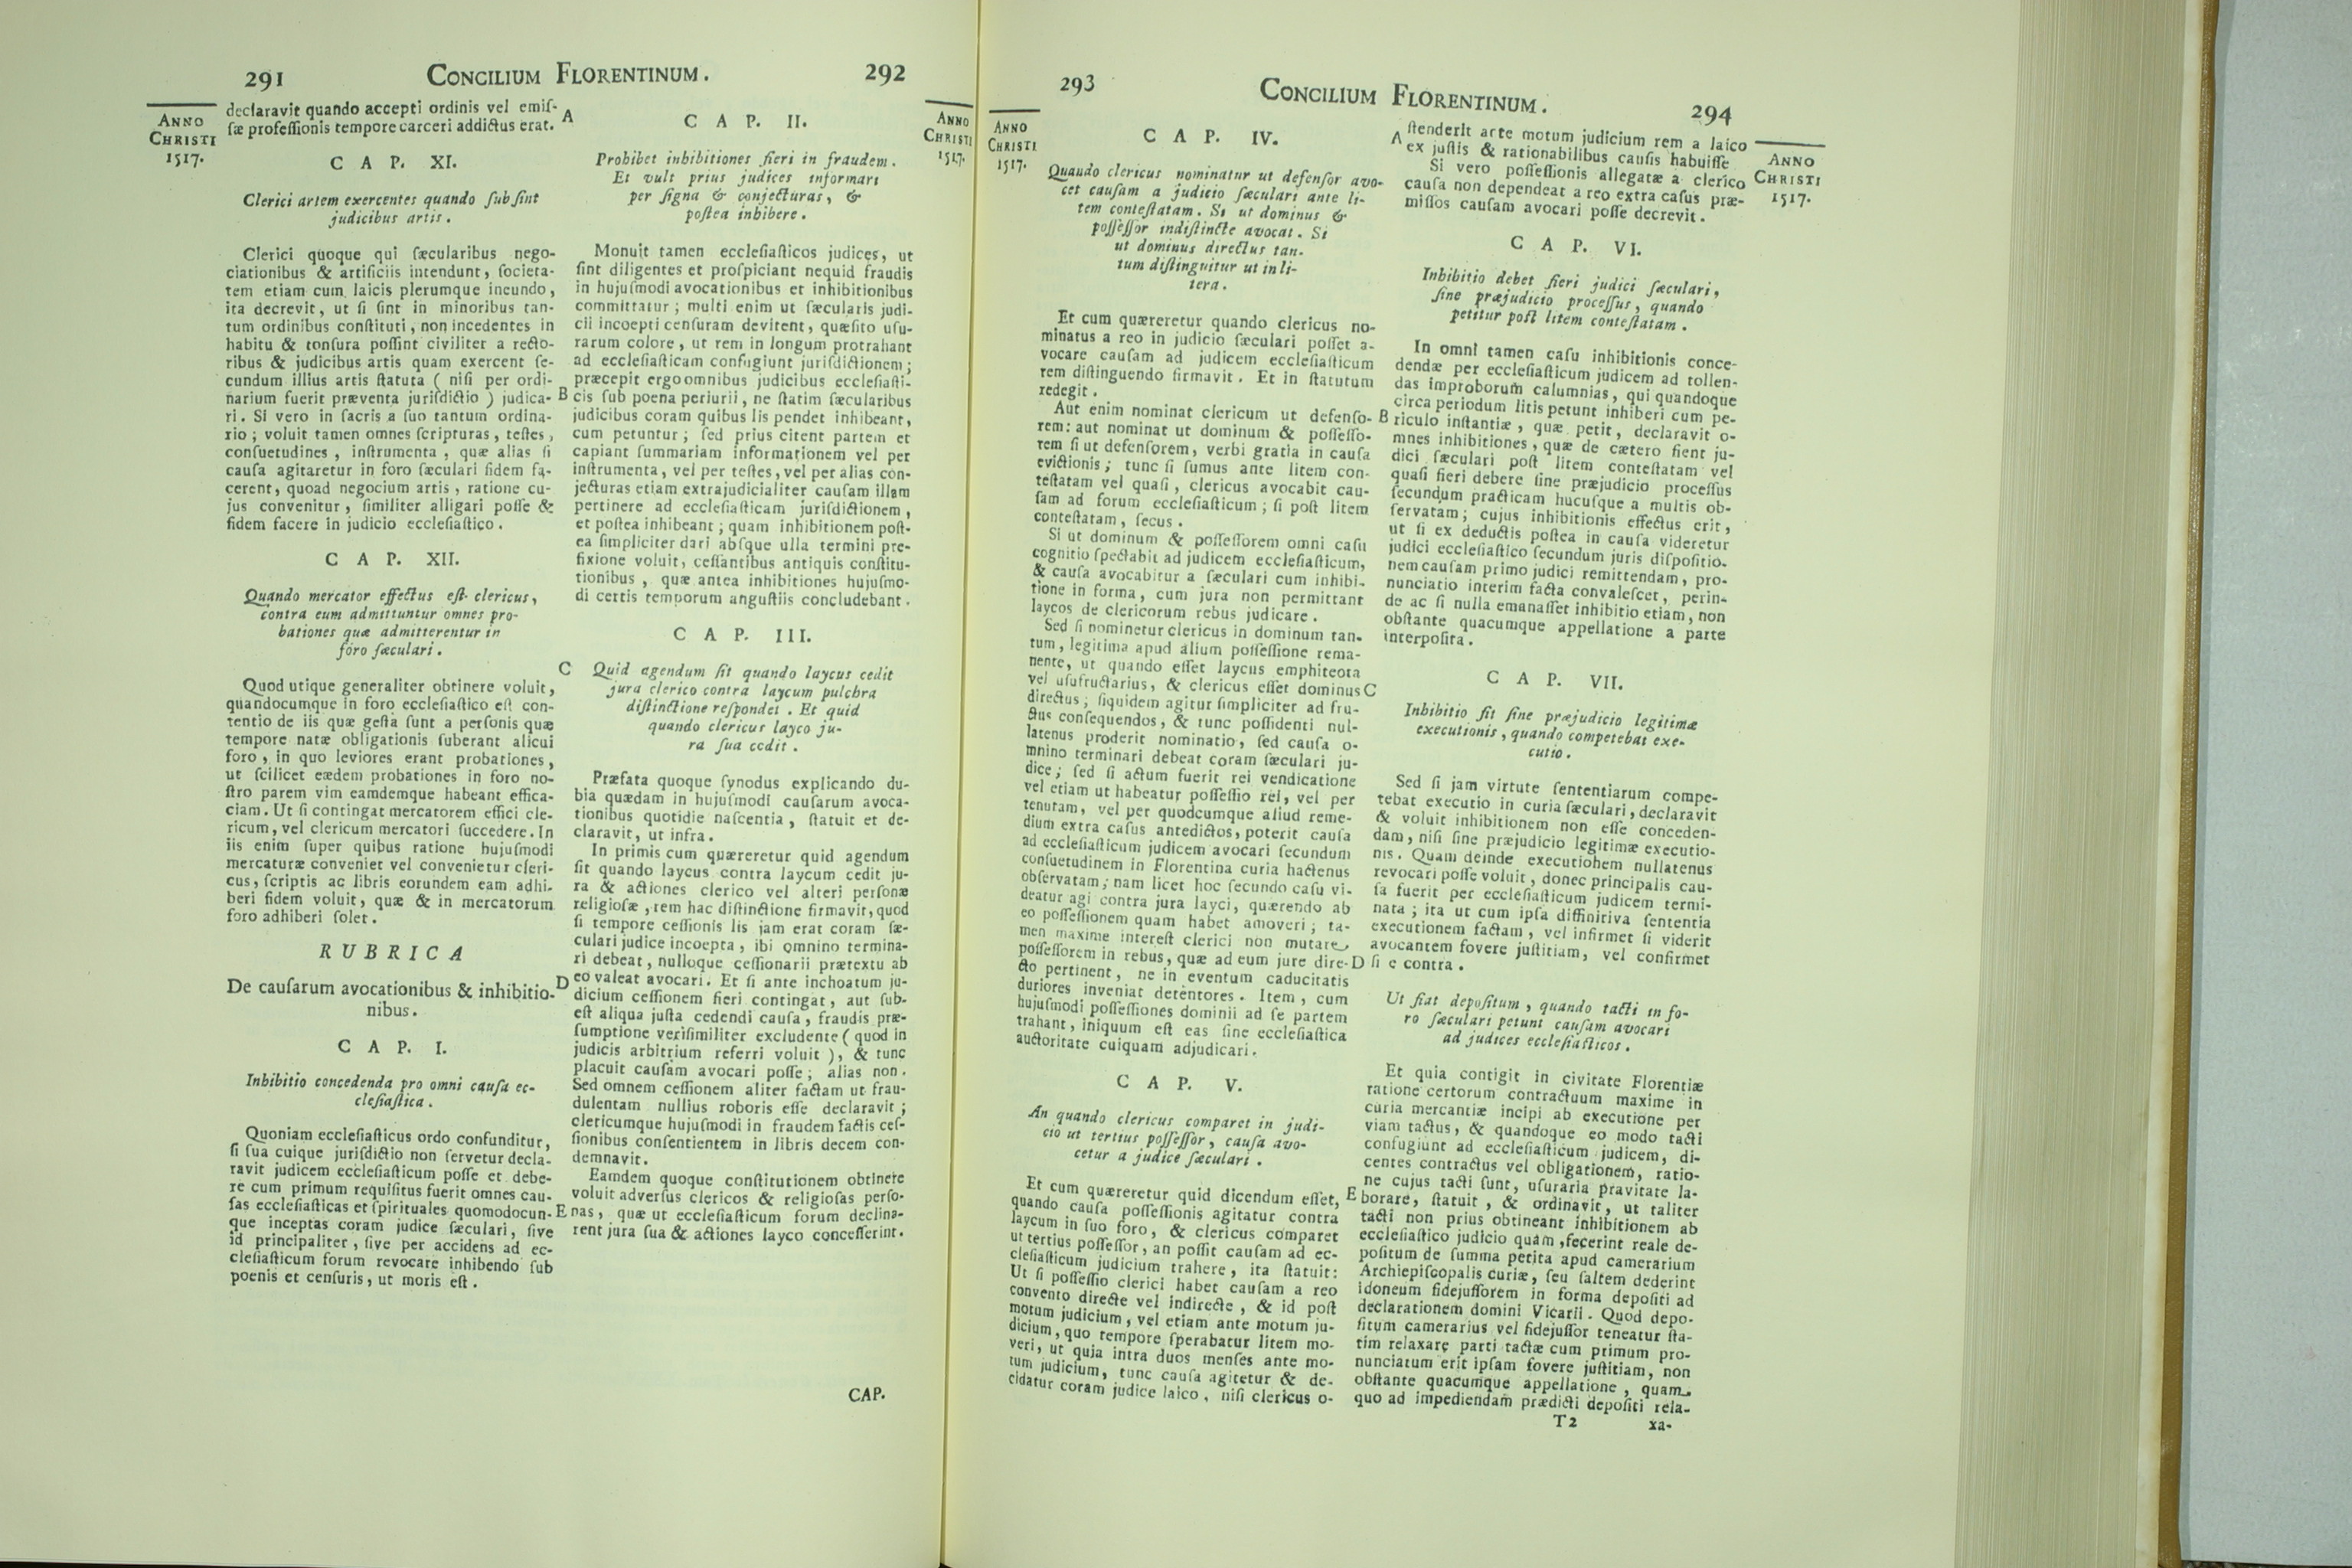 291
CONCILIUM FLORENTINUM.
292
ANNO
CHRISTI
1517.
declaravit quando accepti ordinis vel emiſ-
ſæ profeſſionis tempore carceri addictus erat.
CAP. XI.
Clerici artem exercentes quando ſubſint
judicibus artis.
Clerici quoque qui ſæcularibus nego-
ciationibus & artificiis intendunt, ſocieta-
tem etiam cum laicis plerumque incundo,
ita decrevit, ut ſi ſint in minoribus tan-
tum ordinibus conſtituti, non incedentes in
habitu & tonſura poſſint civiliter a recto-
ribus & judicibus artis quam exercent ſe-
cundum illius artis ſtatuta ( niſi per ordi-
narium fuerit præventa juriſdictio ) judica-
ri. Si vero in ſacris a ſuo tantum ordina-
rio; voluit tamen omnes ſcripturas, teſtes,
conſuetudines, inſtrumenta, quæ alias ſi
cauſa agitaretur in foro ſæculari fidem fa-
cerent, quoad negocium artis, ratione cu-
jus convenitur, ſimiliter alligari poſſe &
fidem facere in judicio eccleſiaſtico.
CAP. XII.
Quando mercator effectus eſt clericus,
contra eum admittuntur omnes pro-
bationes quæ admitterentur in
foro ſæculari.
Quod utique generaliter obtinere voluit,
quandocumque in foro eccleſiaſtico eſt con-
tentio de iis quæ geſta ſunt a perſonis quæ
tempore natæ obligationis ſuberant alicui
foro, in quo leviores erant probationes,
ut ſcilicet eædem probationes in foro no-
ſtro parem vim eamdemque habeant effica-
ciam. Ut ſi contingat mercatorem effici cle-
ricum, vel clericum mercatori ſuccedere. In
iis enim ſuper quibus ratione hujuſmodi
mercaturæ conveniet vel convenietur cleri-
cus, ſcriptis ac libris eorundem eam adhi-
beri fidem voluit, quæ & in mercatorum
foro adhiberi ſolet.
RUBRICA
De cauſarum avocationibus & inhibitio-
nibus.
CAP. I.
Inhibitio concedenda pro omni cauſa ec-
cleſiaſtica.
Quoniam eccleſiaſticus ordo confunditur,
ſi ſua cuique juriſdictio non ſervetur decla-
ravit judicem eccleſiaſticum poſſe et debe-
re cum primum requiſitus fuerit omnes cau-
ſas eccleſiaſticas et ſpirituales quomodocun-
que inceptas coram judice ſæculari, ſive
id principaliter, ſive per accidens ad ec-
cleſiaſticum forum revocare inhibendo ſub
poenis et cenſuris, ut moris eſt.
A
B
C
D
E
CAP. II.
Prohibet inhibitiones fieri in fraudem.
Et vult prius judices informari
per ſigna & conjecturas, &
poſtea inhibere.
Monuit tamen eccleſiaſticos judices, ut
ſint diligentes et proſpiciant nequid fraudis
in hujuſmodi avocationibus et inhibitionibus
committatur; multi enim ut ſæcularis judi-
cii incoepti cenſuram devitent, quæſito uſu-
rarum colore, ut rem in longum protrahant
ad eccleſiaſticam confugiunt juriſdictionem;
præcepit ergo omnibus judicibus eccleſiaſti-
cis ſub poena periurii, ne ſtatim ſæcularibus
judicibus coram quibus lis pendet inhibeant,
cum petuntur; ſed prius citent partem et
capiant ſummariam informationem vel per
inſtrumenta, vel per teſtes, vel per alias con-
jecturas etiam extrajudicialiter cauſam illam
pertinere ad eccleſiaſticam juriſdictionem,
et poſtea inhibeant; quam inhibitionem poſt-
ea ſimpliciter dari abſque ulla termini pre-
fixione voluit, ceſſantibus antiquis conſtitu-
tionibus, quæ antea inhibitiones hujuſmo-
di certis temporum anguſtiis concludebant.
CAP. III.
Quid agendum ſit quando laycus cedit
jura clerico contra laycum pulchra
diſtinctione reſpondet. Et quid
quando clericus layco ju-
ra ſua cedit.
Præfata quoque ſynodus explicando du-
bia quædam in hujuſmodi cauſarum avoca-
tionibus quotidie naſcentia, ſtatuit et de-
claravit, ut infra.
In primis cum quæreretur quid agendum
ſit quando laycus contra laycum cedit ju-
ra & actiones clerico vel alteri perſonæ
religioſæ, rem hac diſtinctione firmavit, quod
ſi tempore ceſſionis lis jam erat coram ſæ-
culari judice incoepta, ibi omnino termina-
ri debeat, nulloque ceſſionarii prætextu ab
eo valeat avocari. Et ſi ante inchoatum ju-
dicium ceſſionem fieri contingat, aut ſub-
eſt aliqua juſta cedendi cauſa, fraudis præ-
ſumptione veriſimiliter excludente ( quod in
judicis arbitrium referri voluit ), & tunc
placuit cauſam avocari poſſe; alias non.
Sed omnem ceſſionem aliter factam ut frau-
dulentam nullius roboris eſſe declaravit;
clericumque hujuſmodi in fraudem factis ceſ-
ſionibus conſentientem in libris decem con-
demnavit.
Eamdem quoque conſtitutionem obtinere
voluit adverſus clericos & religioſas perſo-
nas, quæ ut eccleſiaſticum forum declina-
rent jura ſua & actiones layco conceſſerint.
ANNO
CHRISTI
1517.
CAP.
293
CONCILIUM FLORENTINUM.
294
ANNO
CHRISTI
1517.
CAP. IV.
Quando clericus nominatur ut defenſor avo-
cet cauſam a judicio ſæculari ante li-
tem conteſtatam. Si ut dominus &
poſſeſſor indiſtincte avocat. Si
ut dominus directus tan-
tum diſtinguitur ut in li-
tera.
Et cum quæreretur quando clericus no-
minatus a reo in judicio ſæculari poſſet a-
vocare cauſam ad judicem eccleſiaſticum
rem diſtinguendo firmavit. Et in ſtatutum
redegit.
Aut enim nominat clericum ut defenſo-
rem: aut nominat ut dominum & poſſeſſo-
rem ſi ut defenſorem, verbi gratia in cauſa
evictionis; tunc ſi ſumus ante litem con-
teſtatam vel quaſi, clericus avocabit cau-
ſam ad forum eccleſiaſticum; ſi poſt litem
conteſtatam, ſecus.
Si ut dominum & poſſeſſorem omni caſu
cognitio ſpectabit ad judicem eccleſiaſticum,
& cauſa avocabitur a ſæculari cum inhibi-
tione in forma, cum jura non permittant
laycos de clericorum rebus judicare.
Sed ſi nominetur clericus in dominum tan-
tum, legitima apud alium poſſeſſione rema-
nente, ut quando eſſet laycus emphiteota
vel uſufructarius, & clericus eſſet dominus
directus; ſiquidem agitur ſimpliciter ad fru-
ctus conſequendos, & tunc poſſidenti nul-
latenus proderit nominatio, ſed cauſa o-
mnino terminari debeat coram ſæculari ju-
dice; ſed ſi actum fuerit rei vendicatione
vel etiam ut habeatur poſſeſſio rei, vel per
tenutam, vel per quodcumque aliud reme-
dium extra caſus antedictos, poterit cauſa
ad eccleſiaſticum judicem avocari ſecundum
conſuetudinem in Florentina curia hactenus
obſervatam; nam licet hoc ſecundo caſu vi-
deatur agi contra jura layci, quærendo ab
eo poſſeſſionem quam habet amoveri; ta-
men maxime intereſt clerici non mutare
poſſeſſorem in rebus, quæ ad eum jure dire-
cto pertinent, ne in eventum caducitatis
duriores inveniat detentores. Item, cum
hujuſmodi poſſeſſiones dominii ad ſe partem
trahant, iniquum eſt eas ſine eccleſiaſtica
auctoritate cuiquam adjudicari.
CAP. V.
An quando clericus comparet in judi-
cio ut tertius poſſeſſor, cauſa avo-
cetur a judice ſæculari.
Et cum quæreretur quid dicendum eſſet,
quando cauſa poſſeſſionis agitatur contra
laycum in ſuo foro, & clericus comparet
ut tertius poſſeſſor, an poſſit cauſam ad ec-
cleſiaſticum judicium trahere, ita ſtatuit:
Ut ſi poſſeſſio clerici habet cauſam a reo
convento directe vel indirecte, & id poſt
motum judicium, vel etiam ante motum ju-
dicium, quo tempore ſperabatur litem mo-
veri, ut quia intra duos menſes ante mo-
tum judicium, tunc cauſa agitetur & de-
cidatur coram judice laico, niſi clericus o-
A
B
C
D
E
ſtenderit arte motum judicium rem a laico
ex juſtis & rationabilibus cauſis habuiſſe.
Si vero poſſeſſionis allegatæ a clerico
cauſa non dependeat a reo extra caſus præ-
miſſos cauſam avocari poſſe decrevit.
CAP. VI.
Inhibitio debet fieri judici ſæculari,
ſine præjudicio proceſſus, quando
petitur poſt litem conteſtatam.
In omni tamen caſu inhibitionis conce-
dendæ per eccleſiaſticum judicem ad tollen-
das improborum calumnias, qui quandoque
circa periodum litis petunt inhiberi cum pe-
riculo inſtantiæ, quæ petit, declaravit o-
mnes inhibitiones, quæ de cætero fient ju-
dici ſæculari poſt litem conteſtatam vel
quaſi fieri debere ſine præjudicio proceſſus
ſecundum practicam hucuſque a multis ob-
ſervatam; cujus inhibitionis effectus erit,
ut ſi ex deductis poſtea in cauſa videretur
judici eccleſiaſtico ſecundum juris diſpoſitio-
nem cauſam primo judici remittendam, pro-
nunciatio interim facta convaleſcet, perin-
de ac ſi nulla emanaſſet inhibitio etiam, non
obſtante quacumque appellatione a parte
interpoſita.
CAP. VII.
Inhibitio ſit ſine præjudicio legitimæ
executionis, quando competebat exe-
cutio.
Sed ſi jam virtute ſententiarum compe-
tebat executio in curia ſæculari, declaravit
& voluit inhibitionem non eſſe conceden-
dam, niſi ſine præjudicio legitimæ executio-
nis. Quam deinde executionem nullatenus
revocari poſſe voluit, donec principalis cau-
ſa fuerit per eccleſiaſticum judicem termi-
nata; ita ut cum ipſa diffinitiva ſententia
executionem factam, vel infirmet ſi viderit
avocantem fovere juſtitiam, vel confirmet
ſi e contra.
Ut fiat depoſitum, quando tacti in fo-
ro ſæculari petunt cauſam avocari
ad judices eccleſiaſticos.
Et quia contigit in civitate Florentiæ
ratione certorum contractuum maxime in
curia mercantiæ incipi ab executione per
viam tactus, & quandoque eo modo tacti
confugiunt ad eccleſiaſticum judicem, di-
centes contractus vel obligationem, ratio-
ne cujus tacti ſunt, uſuraria pravitate la-
borare, ſtatuit, & ordinavit, ut taliter
tacti non prius obtineant inhibitionem ab
eccleſiaſtico judicio quam ,fecerint reale de-
poſitum de ſumma petita apud camerarium
Archiepiſcopalis curiæ, ſeu ſaltem dederint
idoneum fidejuſſorem in forma depoſiti ad
declarationem domini Vicarii. Quod depo-
ſitum camerarius vel fidejuſſor teneatur ſta-
tim relaxare parti tactæ cum primum pro-
nunciatum erit ipſam fovere juſtitiam, non
obſtante quacumque appellatione, quam
quo ad impediendam prædicti depoſiti rela-
ANNO
CHRISTI
1517.
T2
xa-